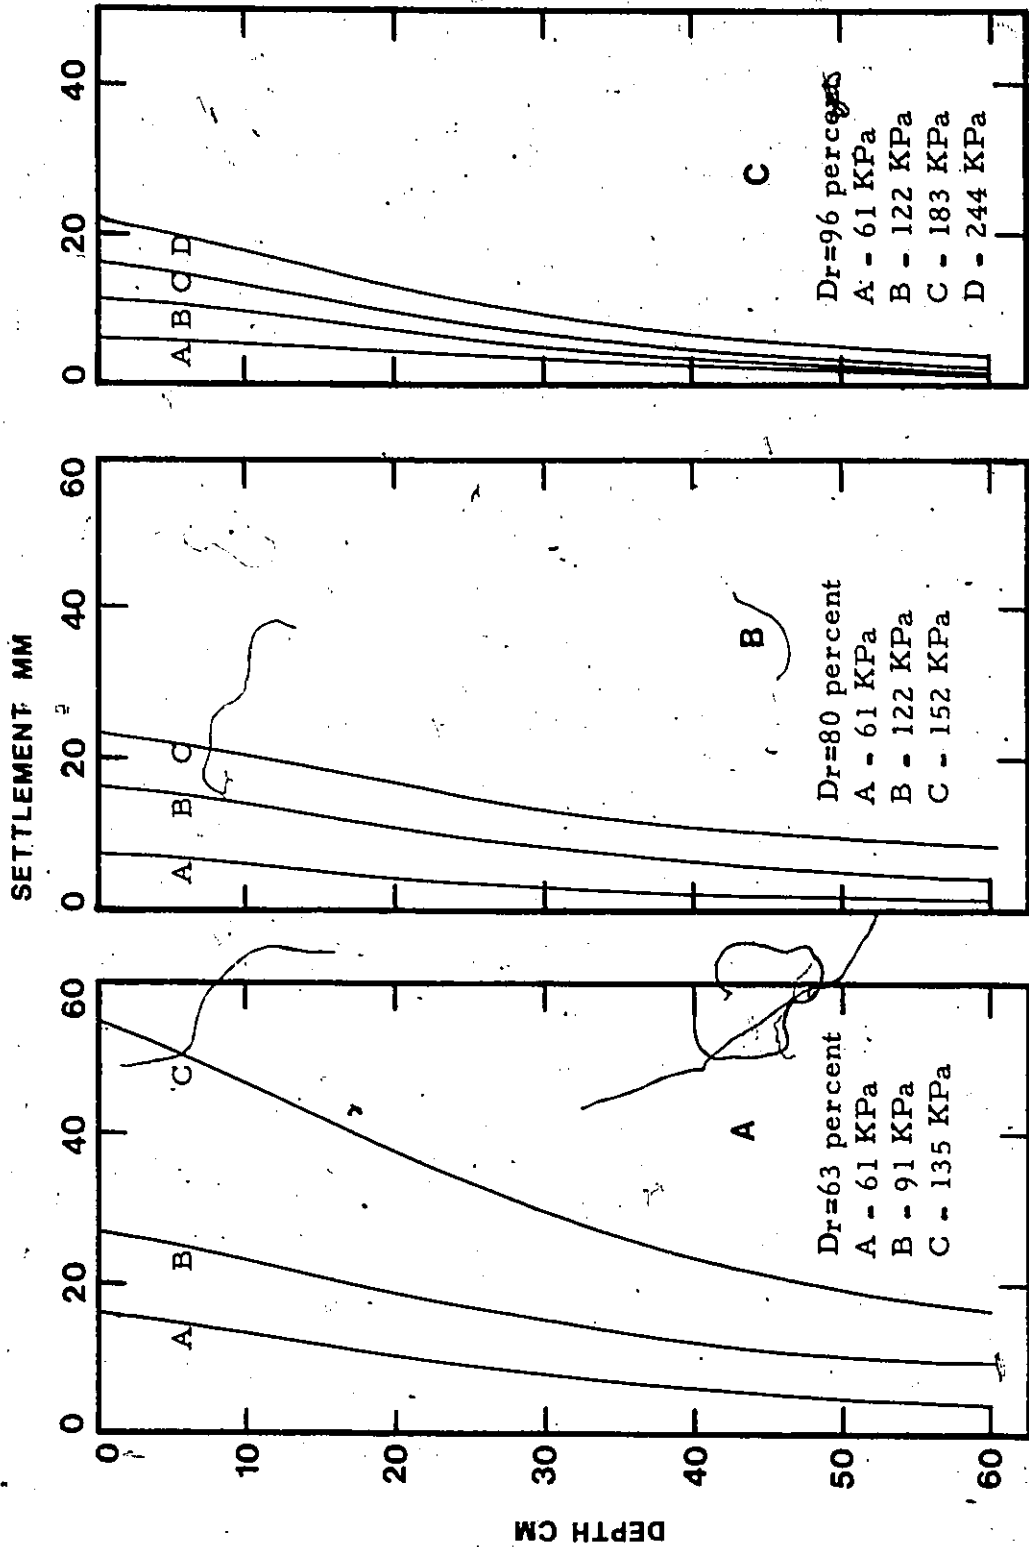 SETTLEMENT MM
0 20 40 60
0 20 40 60
0 20 40
DEPTH CM
0
10
20
30
40
50
60
A B C
A
Dr=63 percent
A - 61 KPa
B - 91 KPa
C - 135 KPa
A B C
B
Dr=80 percent
A - 61 KPa
B - 122 KPa
C - 152 KPa
A B C D
C
Dr=96 percent
A - 61 KPa
B - 122 KPa
C - 183 KPa
D - 244 KPa